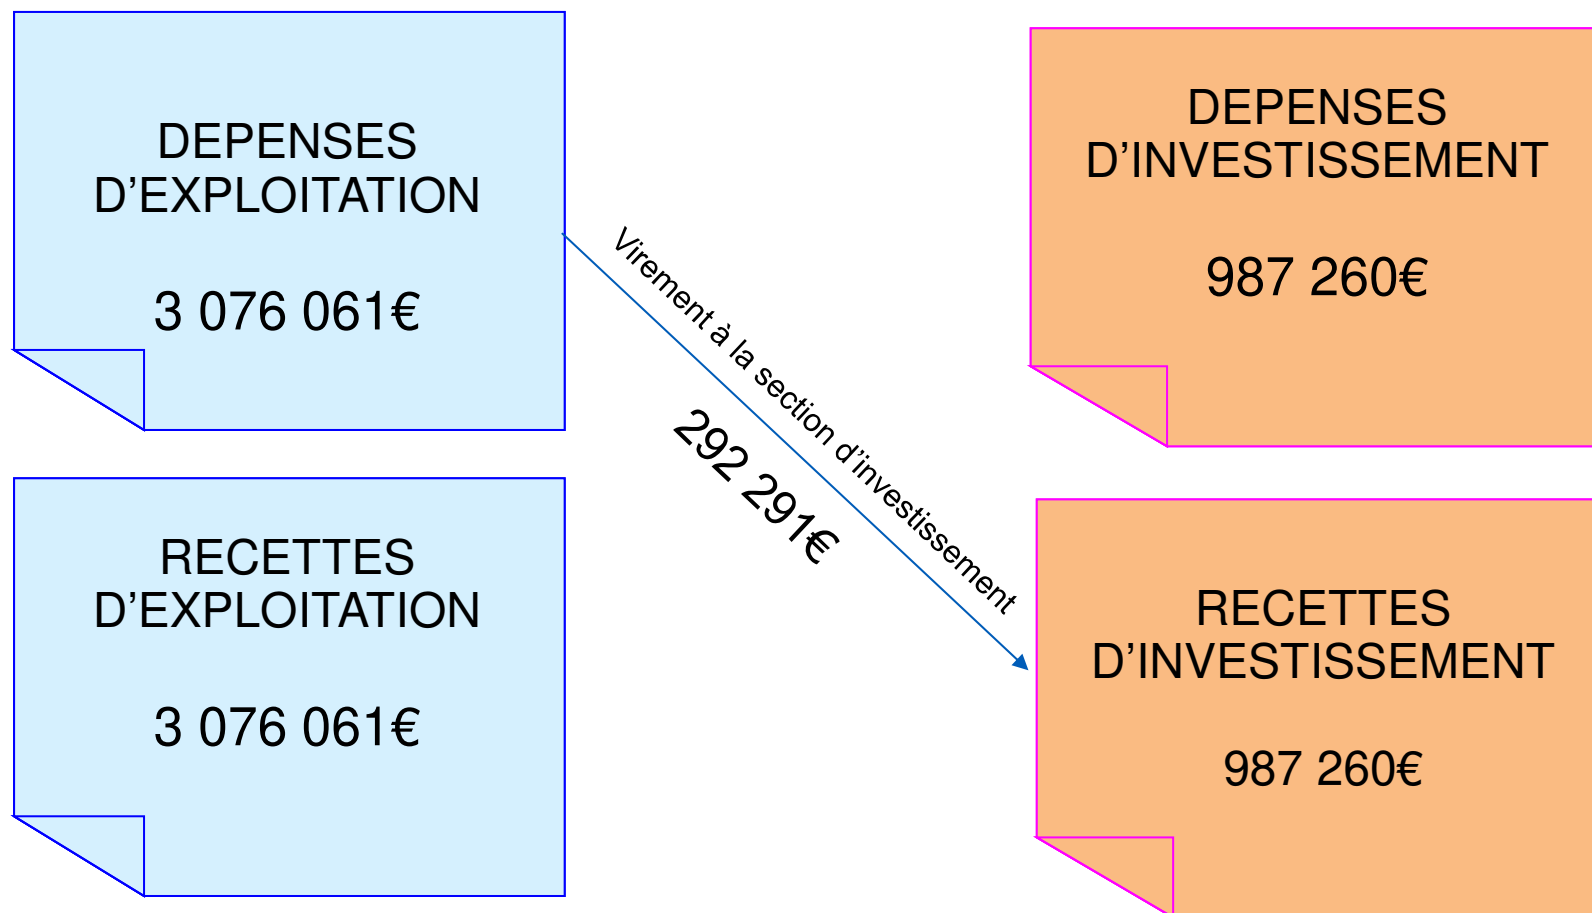 DEPENSES
D’EXPLOITATION
3 076 061€
RECETTES
D’EXPLOITATION
3 076 061€
Virement à la section d’investissement
292 291€
DEPENSES
D’INVESTISSEMENT
987 260€
RECETTES
D’INVESTISSEMENT
987 260€